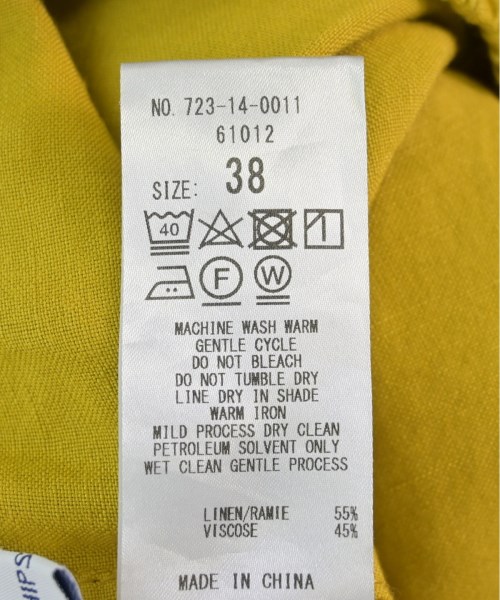 NO. 723-14-0011
61012
SIZE: 38
40
F W
MACHINE WASH WARM
GENTLE CYCLE
DO NOT BLEACH
DO NOT TUMBLE DRY
LINE DRY IN SHADE
WARM IRON
MILD PROCESS DRY CLEAN
PETROLEUM SOLVENT ONLY
WET CLEAN GENTLE PROCESS
LINEN/RAMIE 55%
VISCOSE 45%
MADE IN CHINA
HIPS